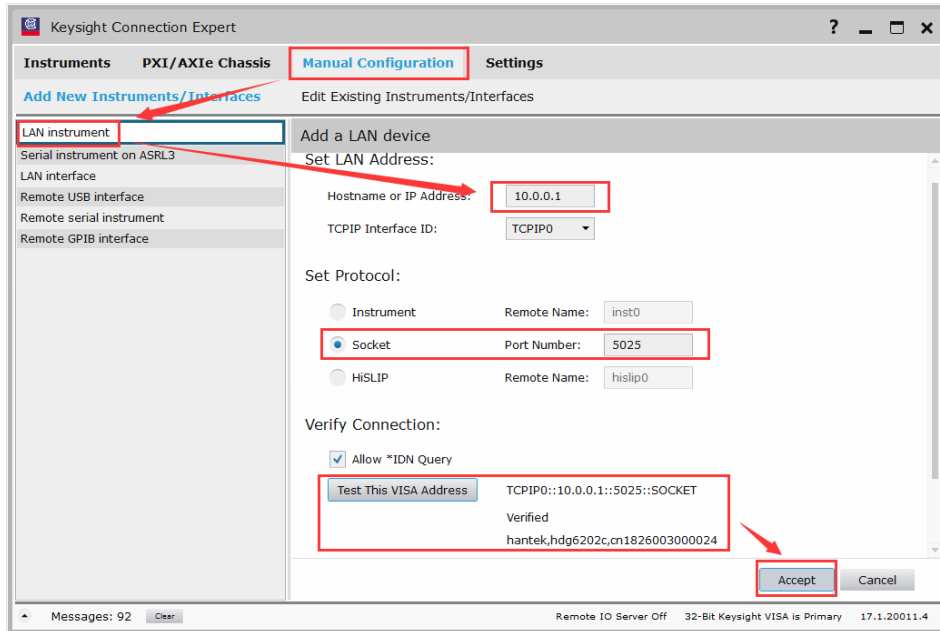 Keysight Connection Expert
?
Instruments PXI/AXIe Chassis Manual Configuration Settings
Add New Instruments/Interfaces Edit Existing Instruments/Interfaces
LAN instrument
Serial instrument on ASRL3
LAN interface
Remote USB interface
Remote serial instrument
Remote GPIB interface
Add a LAN device
Set LAN Address:
Hostname or IP Address: 10.0.0.1
TCPIP Interface ID: TCPIP0
Set Protocol:
Instrument Remote Name: inst0
Socket Port Number: 5025
HiSLIP Remote Name: hislip0
Verify Connection:
Allow *IDN Query
Test This VISA Address TCPIP0::10.0.0.1::5025::SOCKET
Verified
hantek,hdg6202c,cn1826003000024
Accept Cancel
Messages: 92 Clear Remote IO Server Off 32-Bit Keysight VISA is Primary 17.1.20011.4